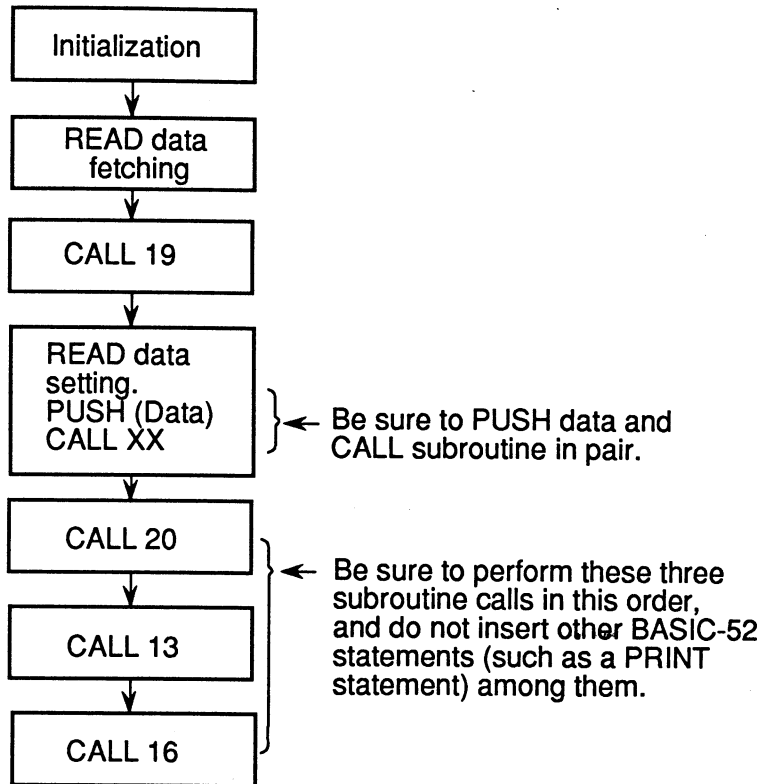 Initialization
READ data
fetching
CALL 19
READ data
setting.
PUSH (Data)
CALL XX
Be sure to PUSH data and
CALL subroutine in pair.
CALL 20
CALL 13
CALL 16
Be sure to perform these three
subroutine calls in this order,
and do not insert other BASIC-52
statements (such as a PRINT
statement) among them.